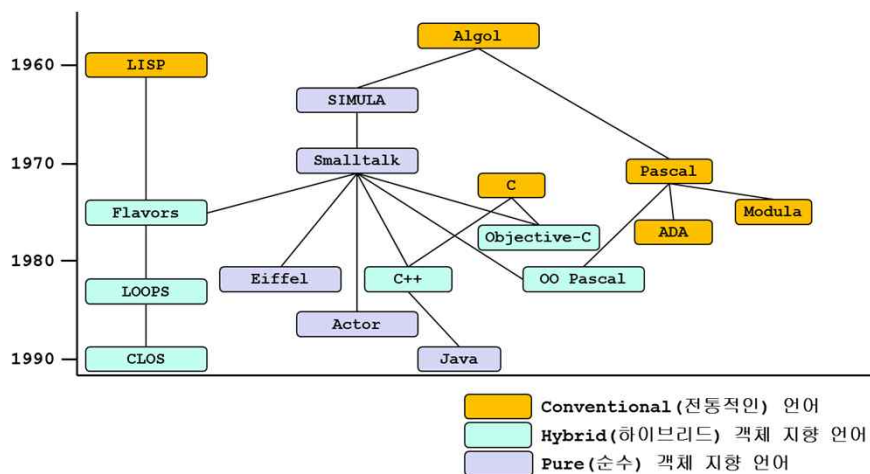 Algol
1960
LISP
SIMULA
1970
Smalltalk
Pascal
C
Flavors
Modula
Objective-C
ADA
1980
Eiffel
C++
OO Pascal
LOOPS
Actor
1990
CLOS
Java
Conventional(전통적인) 언어
Hybrid(하이브리드) 객체 지향 언어
Pure(순수) 객체 지향 언어